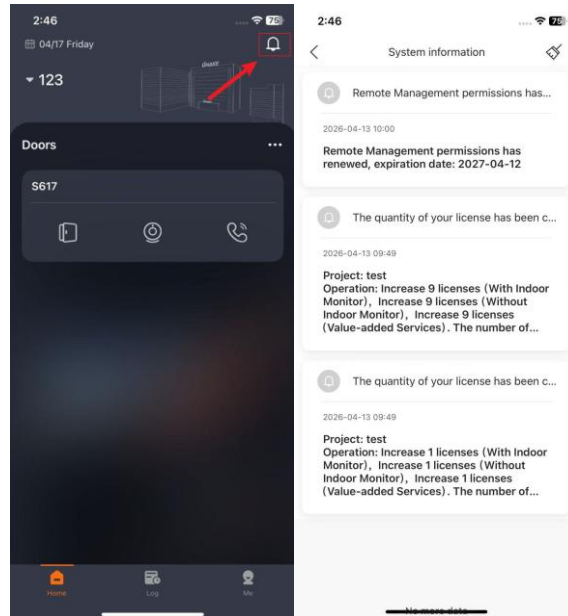 2:46
75
04/17 Friday
123
Doors
S617
Home
Log
Me
2:46
75
System information
Remote Management permissions has...
2026-04-13 10:00
Remote Management permissions has
renewed, expiration date: 2027-04-12
The quantity of your license has been c...
2026-04-13 09:49
Project: test
Operation: Increase 9 licenses (With Indoor
Monitor), Increase 9 licenses (Without
Indoor Monitor), Increase 9 licenses
(Value-added Services). The number of...
The quantity of your license has been c...
2026-04-13 09:49
Project: test
Operation: Increase 1 licenses (With Indoor
Monitor), Increase 1 licenses (Without
Indoor Monitor), Increase 1 licenses
(Value-added Services). The number of...
No more data